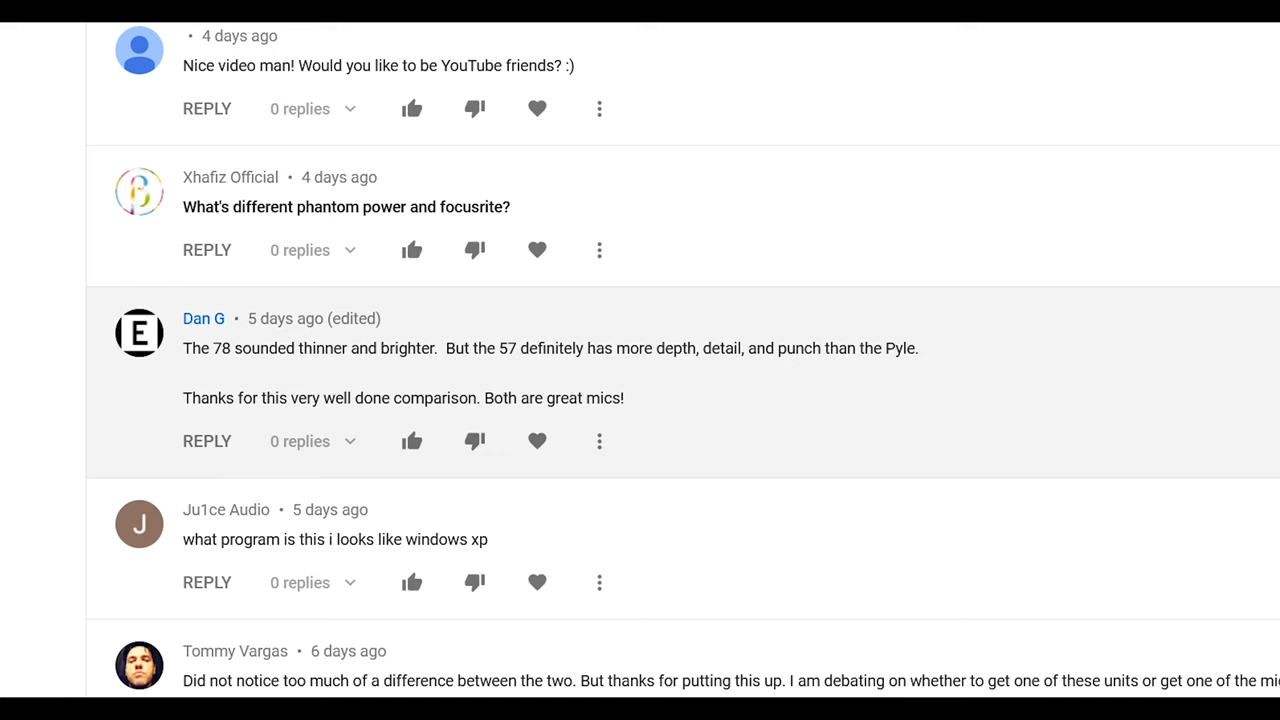 • 4 days ago
Nice video man! Would you like to be YouTube friends? :)
REPLY 0 replies
Xhafiz Official • 4 days ago
What's different phantom power and focusrite?
REPLY 0 replies
E
Dan G • 5 days ago (edited)
The 78 sounded thinner and brighter. But the 57 definitely has more depth, detail, and punch than the Pyle.
Thanks for this very well done comparison. Both are great mics!
REPLY 0 replies
J
Ju1ce Audio • 5 days ago
what program is this i looks like windows xp
REPLY 0 replies
Tommy Vargas • 6 days ago
Did not notice too much of a difference between the two. But thanks for putting this up. I am debating on whether to get one of these units or get one of the